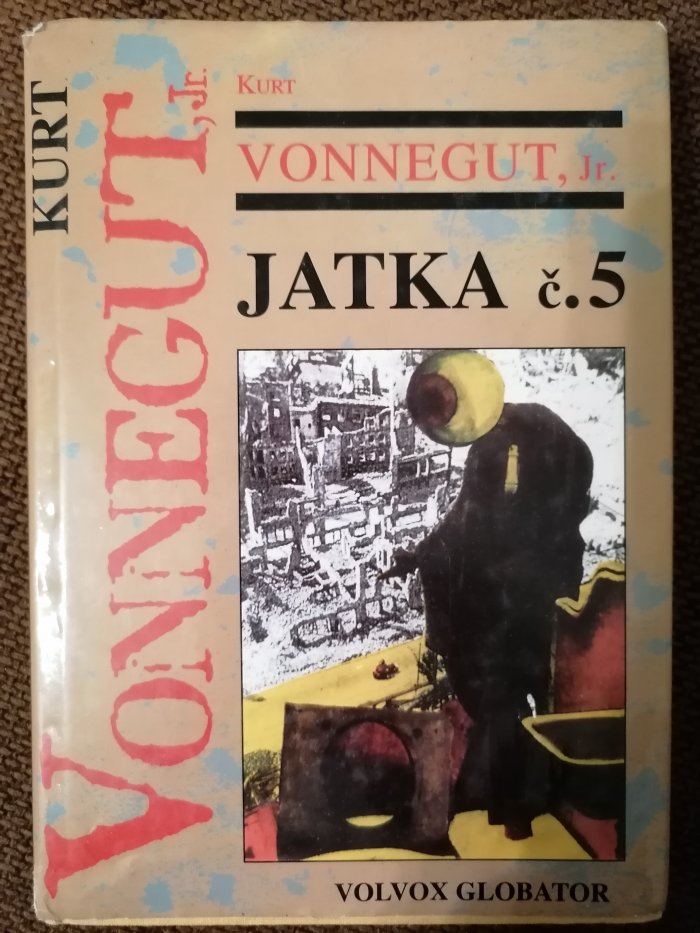 KURT
VONNEGUT, Jr.
KURT
VONNEGUT, Jr.
JATKA č.5
VOLVOX GLOBATOR